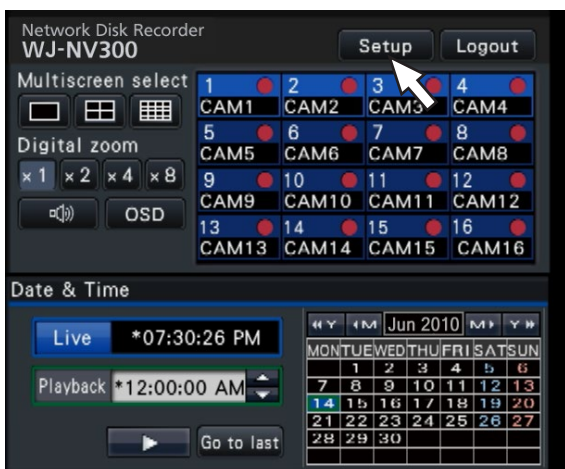 Network Disk Recorder
WJ-NV300
Setup Logout
Multiscreen select
Digital zoom
× 1 × 2 × 4 × 8
OSD
1 2 3 4
CAM1 CAM2 CAM3 CAM4
5 6 7 8
CAM5 CAM6 CAM7 CAM8
9 10 11 12
CAM9 CAM10 CAM11 CAM12
13 14 15 16
CAM13 CAM14 CAM15 CAM16
Date & Time
Live *07:30:26 PM
Playback *12:00:00 AM
Go to last
Y M Jun 2010 M Y
MON TUE WED THU FRI SAT SUN
1 2 3 4 5 6
7 8 9 10 11 12 13
14 15 16 17 18 19 20
21 22 23 24 25 26 27
28 29 30